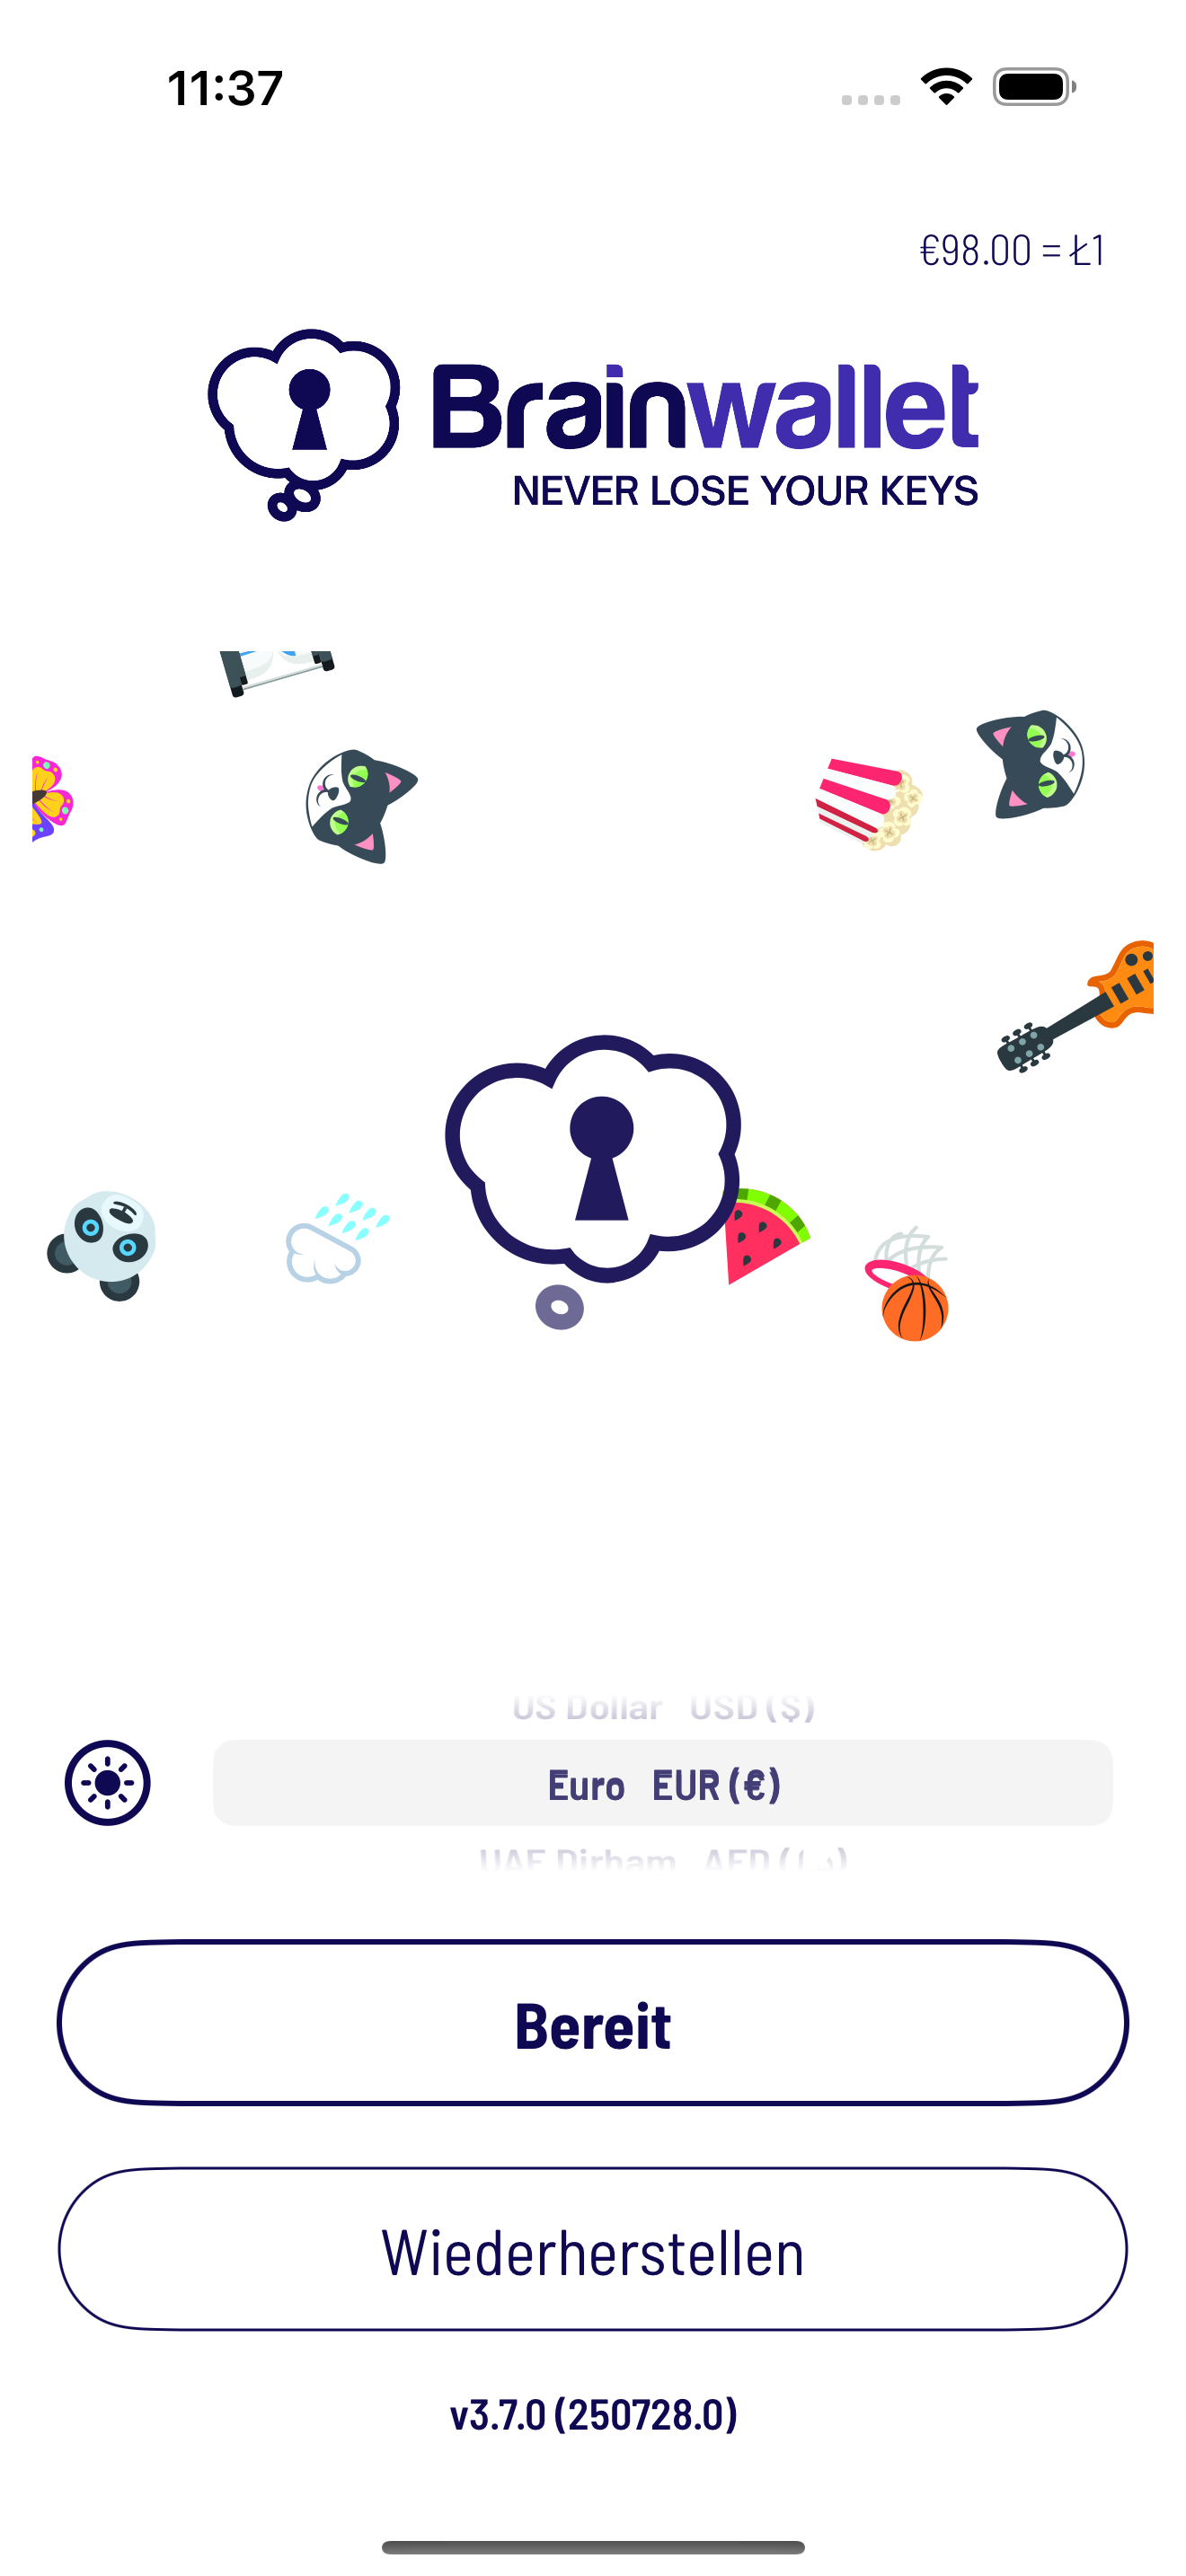 11:37
€98.00 = Ł1
Brainwallet
NEVER LOSE YOUR KEYS
US Dollar USD ($)
Euro EUR (€)
UAE Dirham AED
Bereit
Wiederherstellen
v3.7.0 (250728.0)